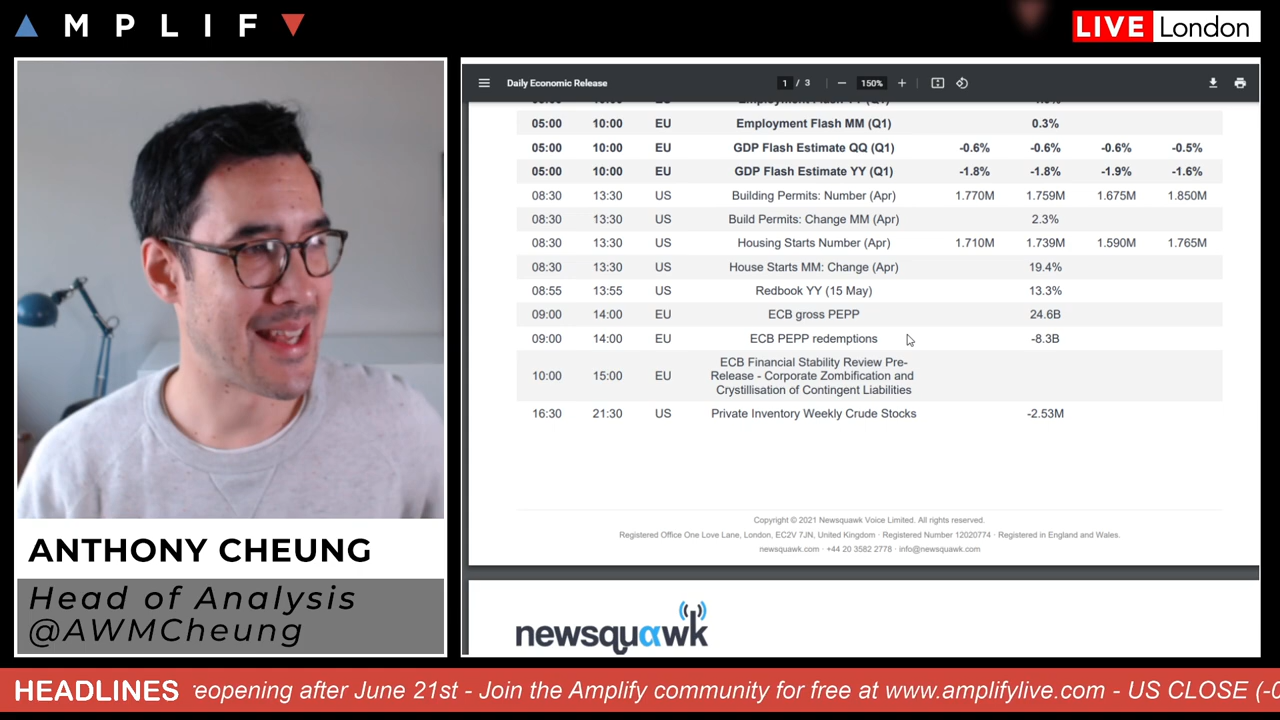 AMPLIFY
LIVE London
Daily Economic Release
1 / 3
150%
05:00 10:00 EU Employment Flash MM (Q1) 0.3%
05:00 10:00 EU GDP Flash Estimate QQ (Q1) -0.6% -0.6% -0.6% -0.5%
05:00 10:00 EU GDP Flash Estimate YY (Q1) -1.8% -1.8% -1.9% -1.6%
08:30 13:30 US Building Permits: Number (Apr) 1.770M 1.759M 1.675M 1.850M
08:30 13:30 US Build Permits: Change MM (Apr) 2.3%
08:30 13:30 US Housing Starts Number (Apr) 1.710M 1.739M 1.590M 1.765M
08:30 13:30 US House Starts MM: Change (Apr) 19.4%
08:55 13:55 US Redbook YY (15 May) 13.3%
09:00 14:00 EU ECB gross PEPP 24.6B
09:00 14:00 EU ECB PEPP redemptions -8.3B
ECB Financial Stability Review Pre-
10:00 15:00 EU Release - Corporate Zombification and
Crystillisation of Contingent Liabilities
16:30 21:30 US Private Inventory Weekly Crude Stocks -2.53M
Copyright © 2021 Newsquawk Voice Limited. All rights reserved.
Registered Office One Love Lane, London, EC2V 7JN, United Kingdom · Registered Number 12020774 · Registered in England and Wales.
newsquawk.com · +44 20 3582 2778 · info@newsquawk.com
newsquawk
ANTHONY CHEUNG
Head of Analysis
@AWMCheung
HEADLINES eopening after June 21st - Join the Amplify community for free at www.amplifylive.com - US CLOSE (-0